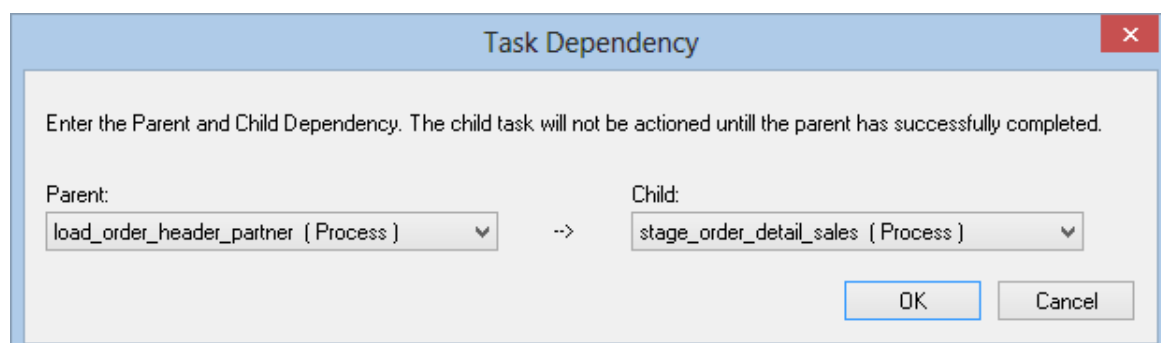 Task Dependency
Enter the Parent and Child Dependency. The child task will not be actioned untill the parent has successfully completed.
Parent: Child:
load_order_header_partner ( Process ) --> stage_order_detail_sales ( Process )
OK Cancel